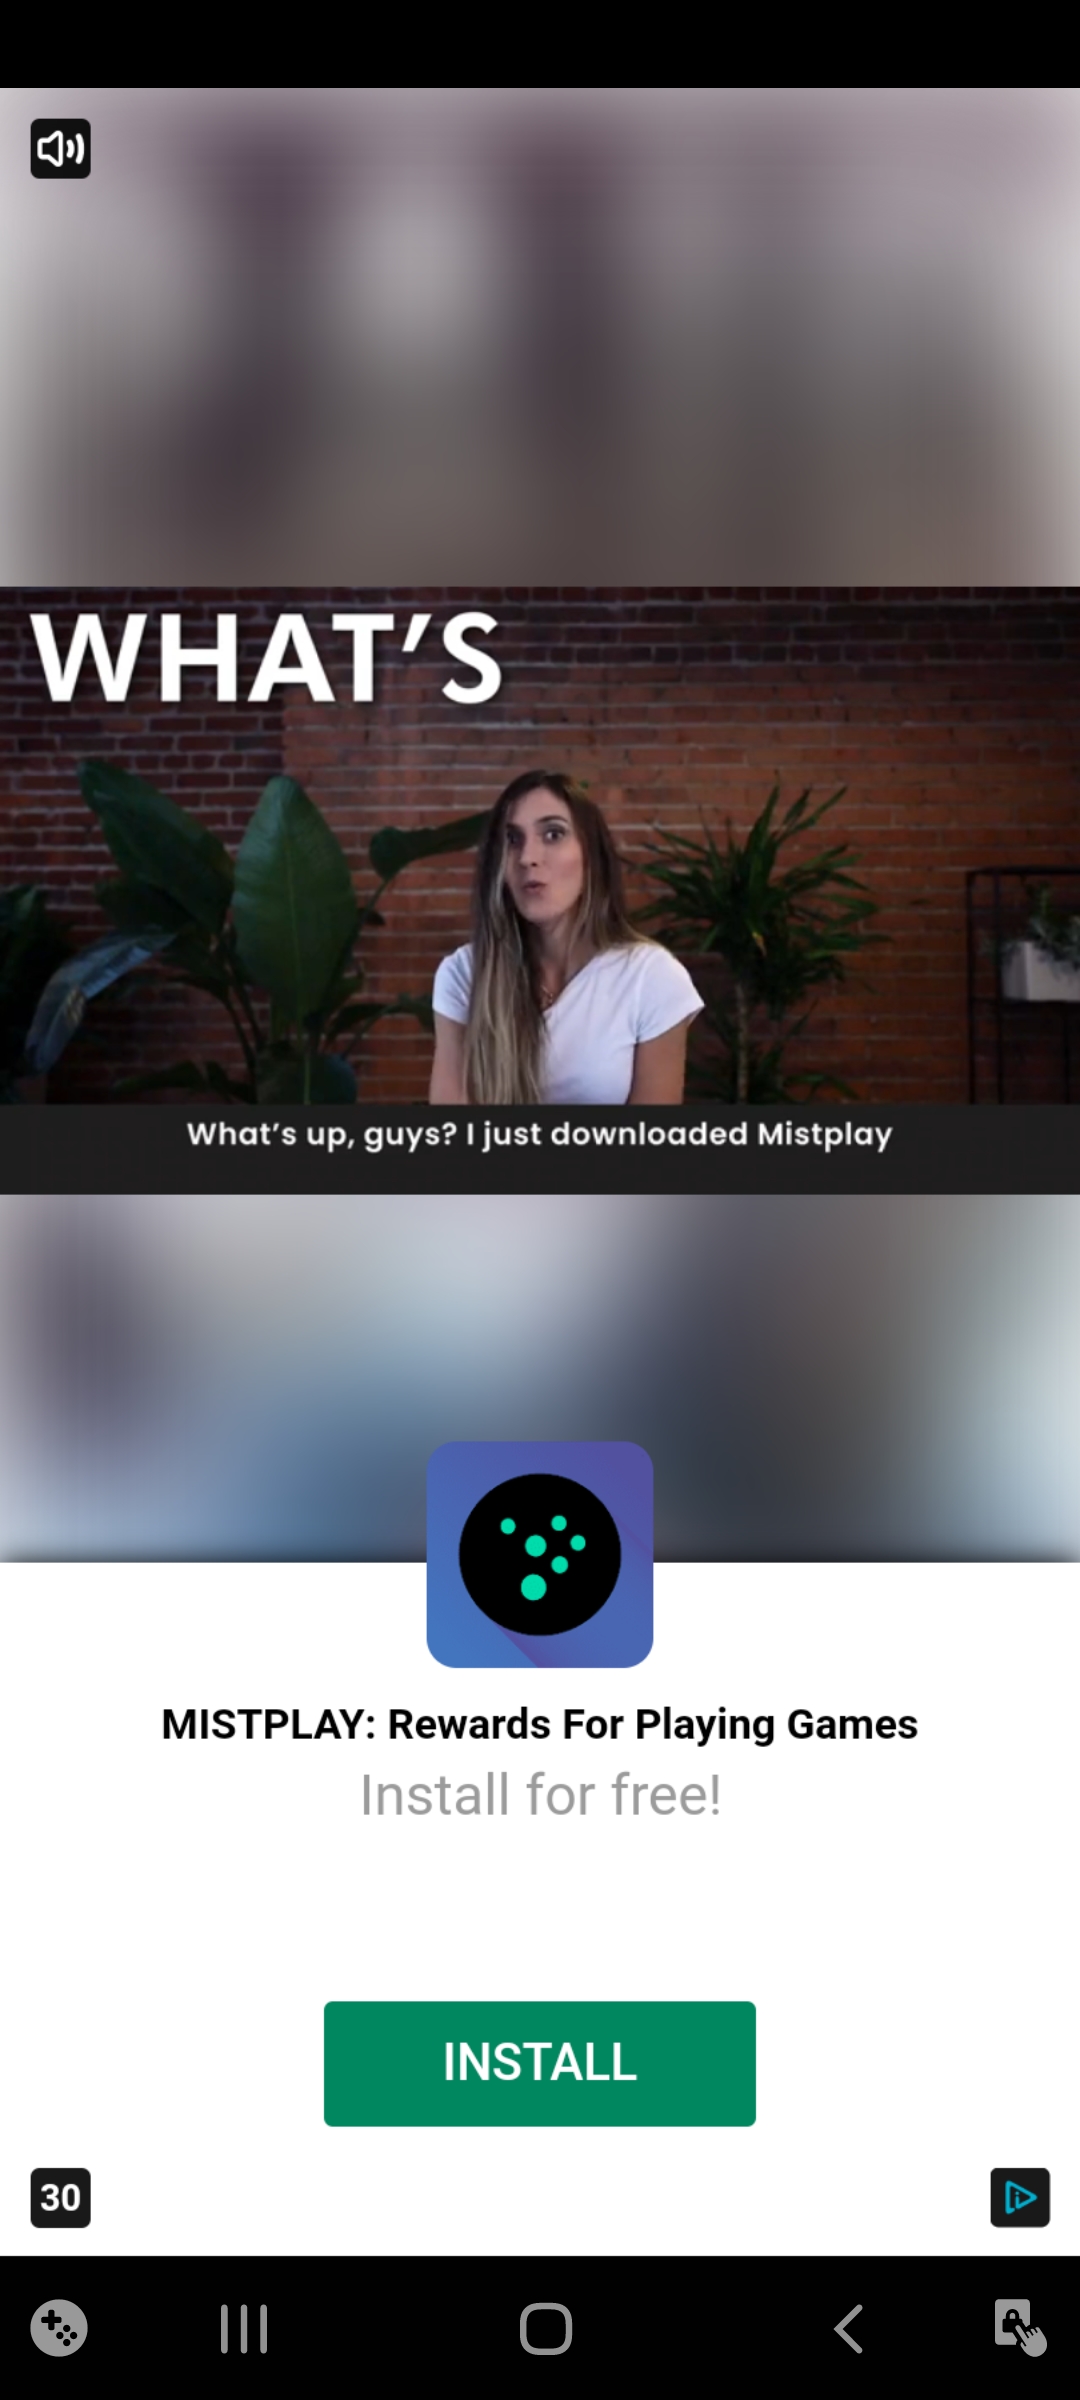 WHAT'S
What's up, guys? I just downloaded Mistplay
MISTPLAY: Rewards For Playing Games
Install for free!
INSTALL
30